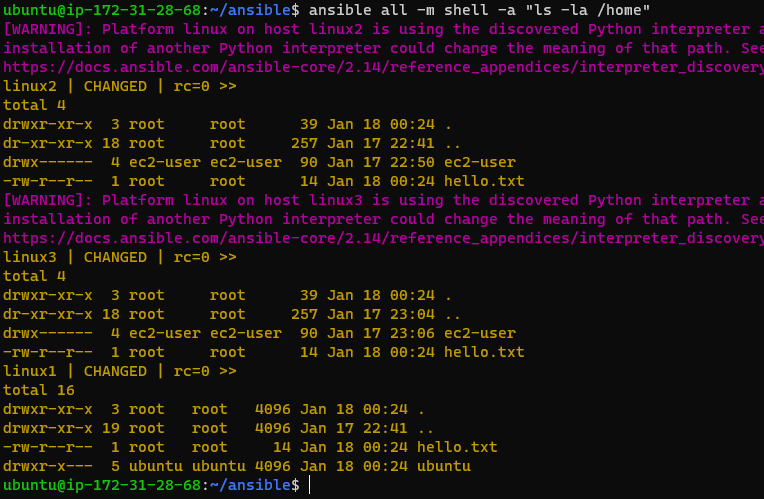 ubuntu@ip-172-31-28-68:~/ansible$ ansible all -m shell -a "ls -la /home"
[WARNING]: Platform linux on host linux2 is using the discovered Python interpreter a
installation of another Python interpreter could change the meaning of that path. See
https://docs.ansible.com/ansible-core/2.14/reference_appendices/interpreter_discovery
linux2 | CHANGED | rc=0 >>
total 4
drwxr-xr-x  3 root     root      39 Jan 18 00:24 .
dr-xr-xr-x 18 root     root     257 Jan 17 22:41 ..
drwx------  4 ec2-user ec2-user  90 Jan 17 22:50 ec2-user
-rw-r--r--  1 root     root      14 Jan 18 00:24 hello.txt
[WARNING]: Platform linux on host linux3 is using the discovered Python interpreter a
installation of another Python interpreter could change the meaning of that path. See
https://docs.ansible.com/ansible-core/2.14/reference_appendices/interpreter_discovery
linux3 | CHANGED | rc=0 >>
total 4
drwxr-xr-x  3 root     root      39 Jan 18 00:24 .
dr-xr-xr-x 18 root     root     257 Jan 17 23:04 ..
drwx------  4 ec2-user ec2-user  90 Jan 17 23:06 ec2-user
-rw-r--r--  1 root     root      14 Jan 18 00:24 hello.txt
linux1 | CHANGED | rc=0 >>
total 16
drwxr-xr-x  3 root   root   4096 Jan 18 00:24 .
drwxr-xr-x 19 root   root   4096 Jan 17 22:41 ..
-rw-r--r--  1 root   root     14 Jan 18 00:24 hello.txt
drwxr-x---  5 ubuntu ubuntu 4096 Jan 18 00:24 ubuntu
ubuntu@ip-172-31-28-68:~/ansible$